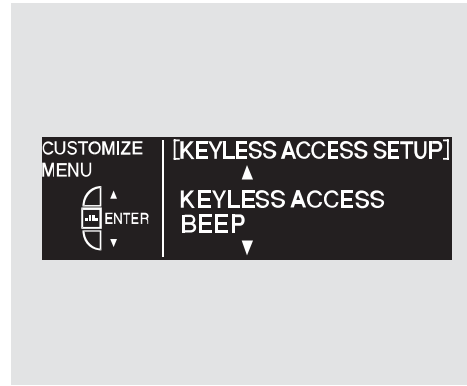 CUSTOMIZE
MENU
ENTER
[KEYLESS ACCESS SETUP]
KEYLESS ACCESS
BEEP